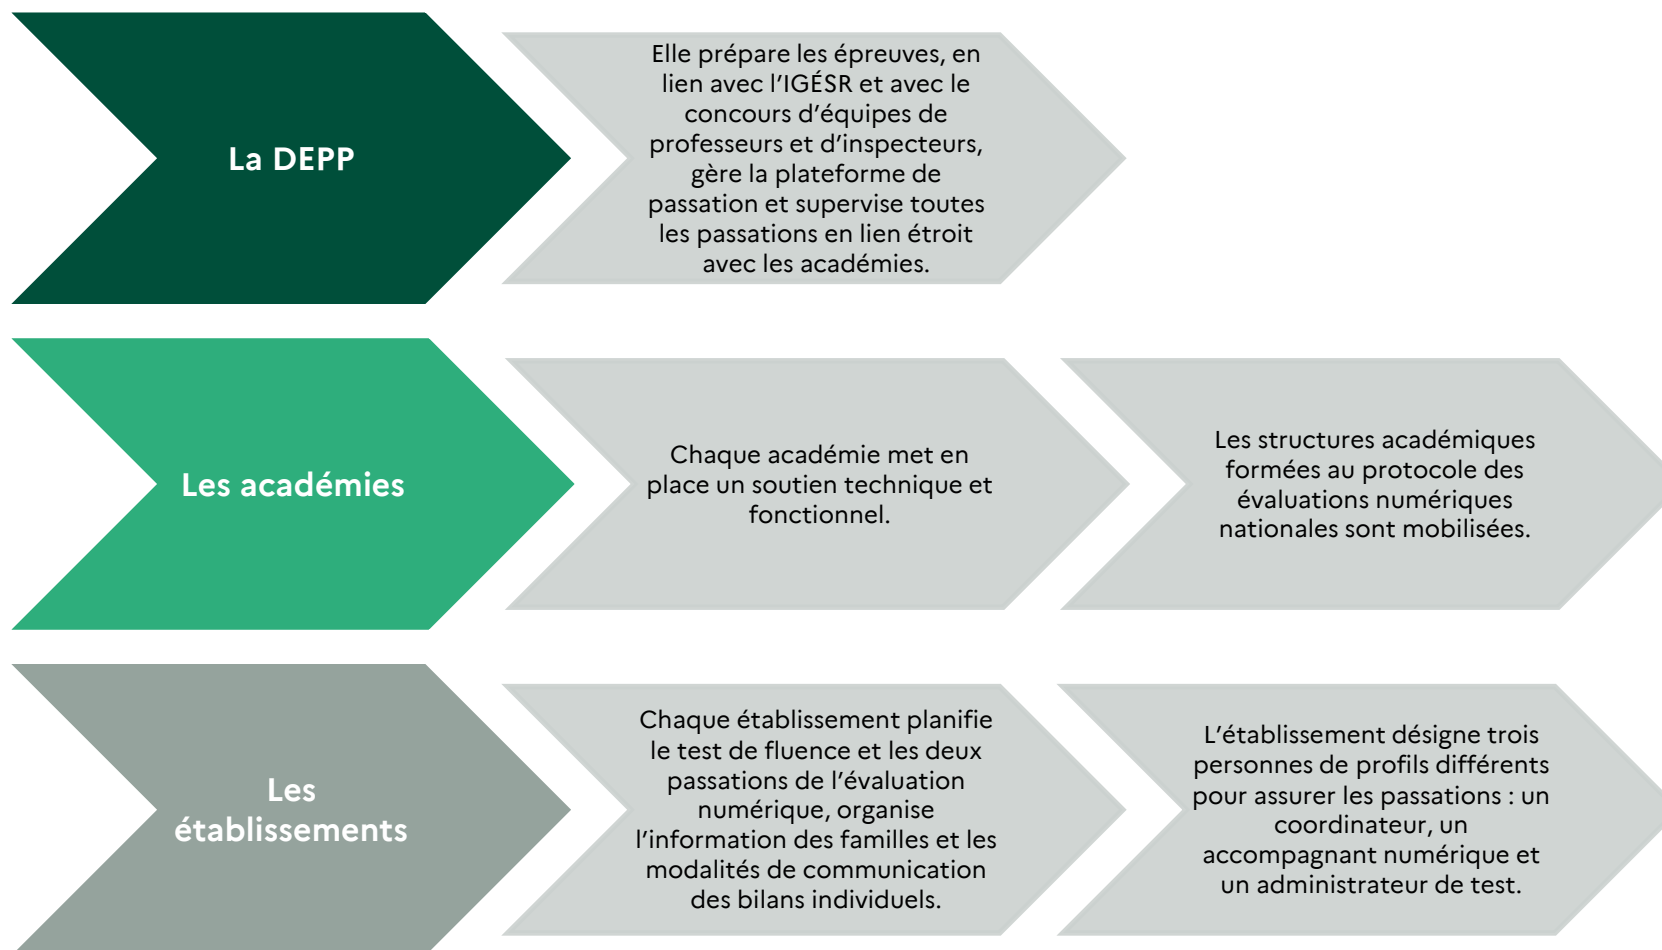 La DEPP
Elle prépare les épreuves, en
lien avec l’IGÉSR et avec le
concours d’équipes de
professeurs et d’inspecteurs,
gère la plateforme de
passation et supervise toutes
les passations en lien étroit
avec les académies.
Les académies
Chaque académie met en
place un soutien technique et
fonctionnel.
Les structures académiques
formées au protocole des
évaluations numériques
nationales sont mobilisées.
Les
établissements
Chaque établissement planifie
le test de fluence et les deux
passations de l’évaluation
numérique, organise
l’information des familles et les
modalités de communication
des bilans individuels.
L’établissement désigne trois
personnes de profils différents
pour assurer les passations : un
coordinateur, un
accompagnant numérique et
un administrateur de test.